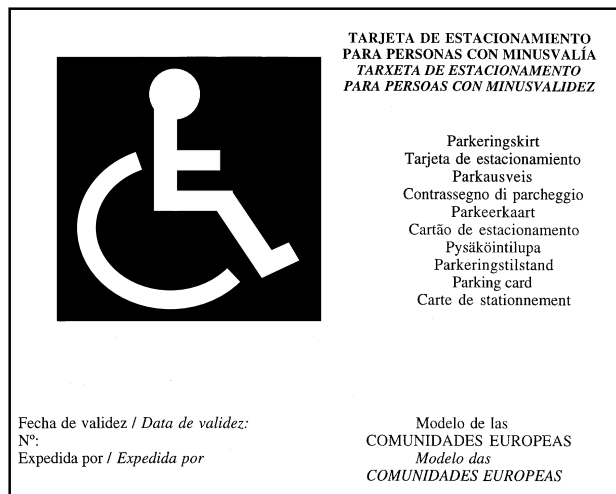 TARJETA DE ESTACIONAMIENTO
PARA PERSONAS CON MINUSVALÍA
TARXETA DE ESTACIONAMENTO
PARA PERSOAS CON MINUSVALIDEZ
Parkeringskirt
Tarjeta de estacionamiento
Parkausveis
Contrassegno di parcheggio
Parkeerkaart
Cartão de estacionamento
Pysäköintilupa
Parkeringstilstand
Parking card
Carte de stationnement
Fecha de validez / Data de validez:
Nº:
Expedida por / Expedida por
Modelo de las
COMUNIDADES EUROPEAS
Modelo das
COMUNIDADES EUROPEAS